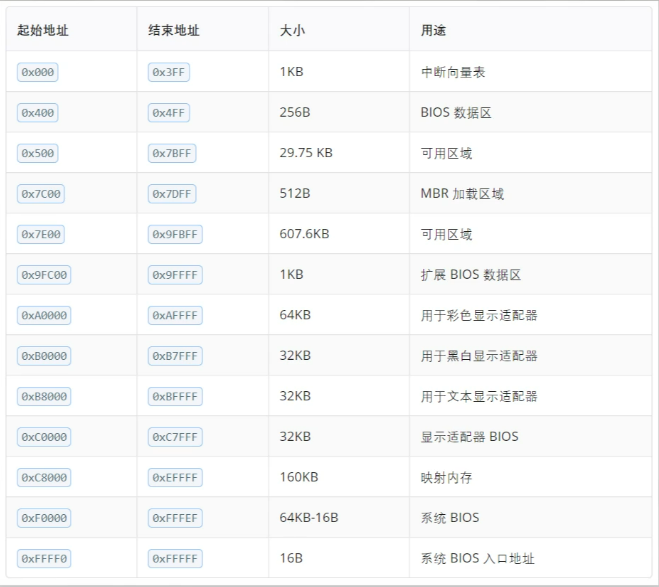 起始地址 结束地址 大小 用途
0x000 0x3FF 1KB 中断向量表
0x400 0x4FF 256B BIOS 数据区
0x500 0x7BFF 29.75 KB 可用区域
0x7C00 0x7DFF 512B MBR 加载区域
0x7E00 0x9FBFF 607.6KB 可用区域
0x9FC00 0x9FFFF 1KB 扩展 BIOS 数据区
0xA0000 0xAFFFF 64KB 用于彩色显示适配器
0xB0000 0xB7FFF 32KB 用于黑白显示适配器
0xB8000 0xBFFFF 32KB 用于文本显示适配器
0xC0000 0xC7FFF 32KB 显示适配器 BIOS
0xC8000 0xEFFFF 160KB 映射内存
0xF0000 0xFFFEF 64KB-16B 系统 BIOS
0xFFFF0 0xFFFFF 16B 系统 BIOS 入口地址